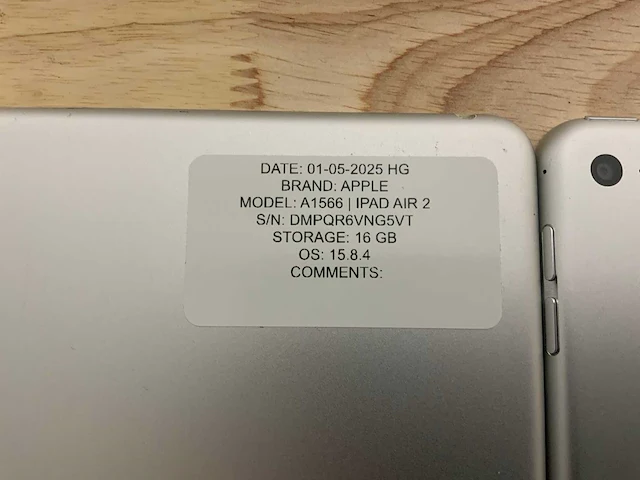 DATE: 01-05-2025 HG
BRAND: APPLE
MODEL: A1566 | IPAD AIR 2
S/N: DMPQR6VNG5VT
STORAGE: 16 GB
OS: 15.8.4
COMMENTS: